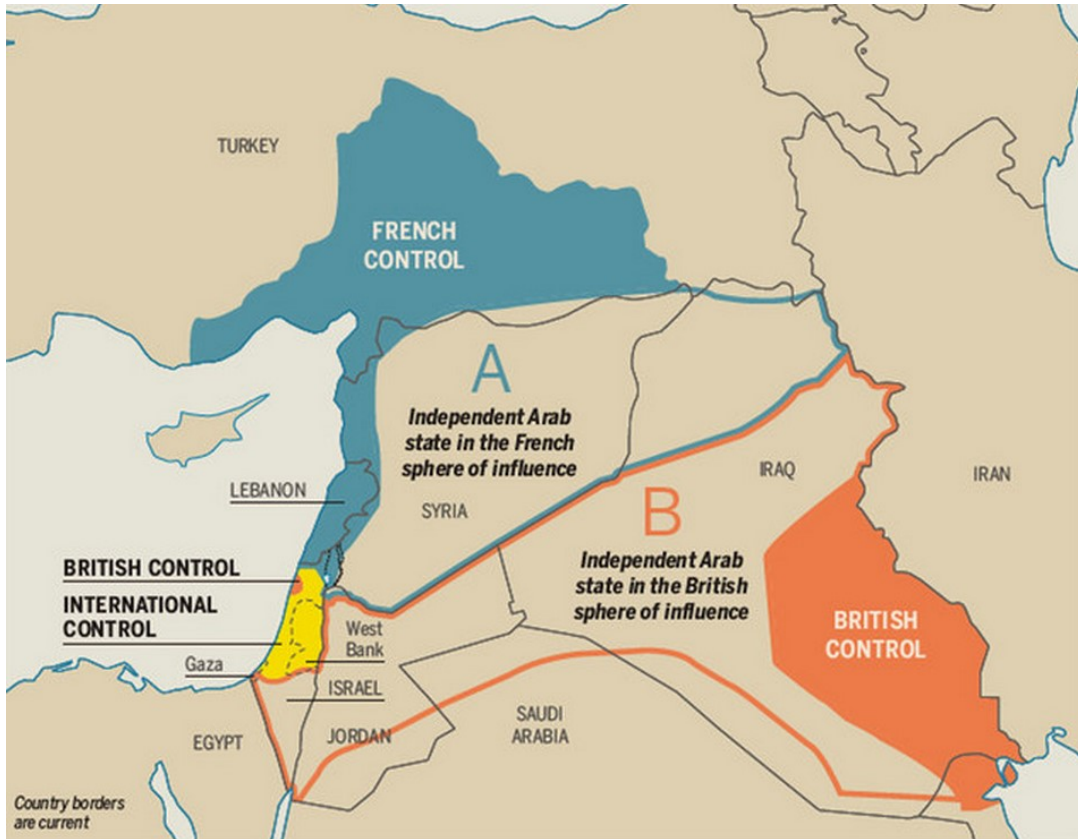 TURKEY
FRENCH
CONTROL
A
Independent Arab
state in the French
sphere of influence
IRAQ
IRAN
LEBANON
SYRIA
B
Independent Arab
state in the British
sphere of influence
BRITISH CONTROL
INTERNATIONAL
CONTROL
West
Bank
BRITISH
CONTROL
Gaza
ISRAEL
EGYPT
JORDAN
SAUDI
ARABIA
Country borders
are current